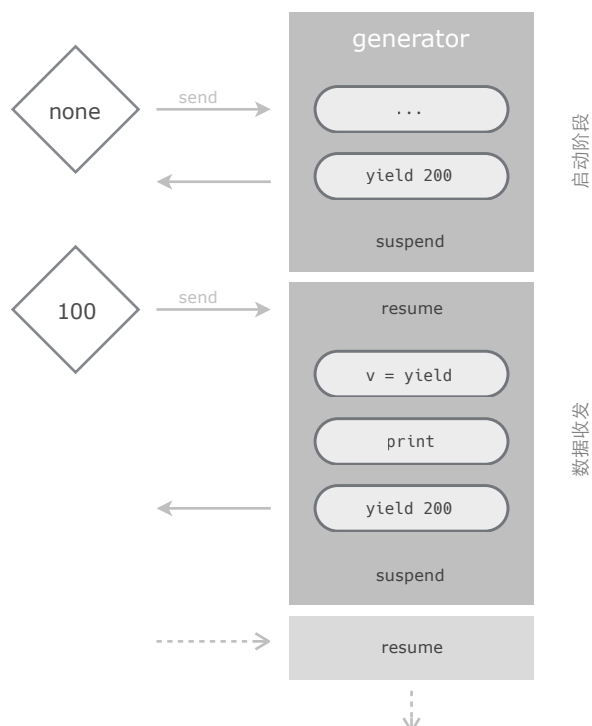 generator
none
send
...
启动阶段
yield 200
suspend
100
send
resume
v = yield
数据收发
print
yield 200
suspend
resume